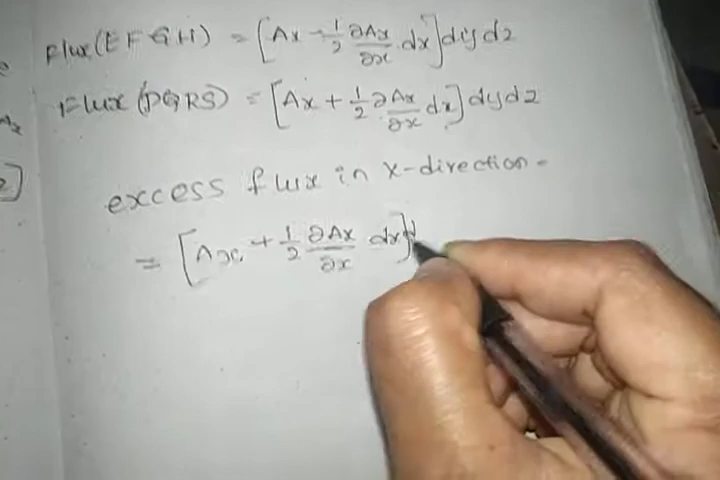 Flux(EFGH) = [Ax - 1/2 ∂Ax/∂x dx] dy dz
Flux (PQRS) = [Ax + 1/2 ∂Ax/∂x dx] dy dz
excess flux in x-direction =
= [Ax + 1/2 ∂Ax/∂x dx] d